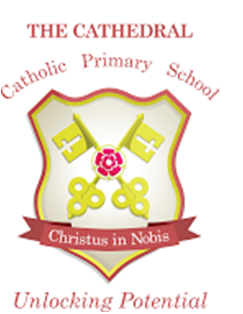 THE CATHEDRAL
Catholic Primary School
Christus in Nobis
Unlocking Potential